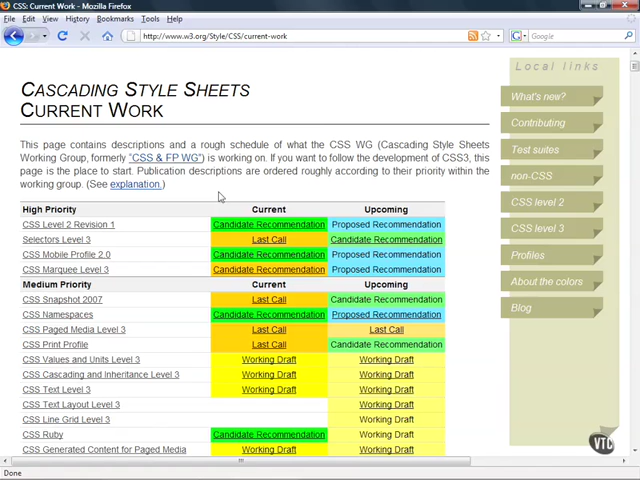 CSS: Current Work - Mozilla Firefox
File Edit View History Bookmarks Tools Help
http://www.w3.org/Style/CSS/current-work
Google
CASCADING STYLE SHEETS
CURRENT WORK
This page contains descriptions and a rough schedule of what the CSS WG (Cascading Style Sheets
Working Group, formerly "CSS & FP WG") is working on. If you want to follow the development of CSS3, this
page is the place to start. Publication descriptions are ordered roughly according to their priority within the
working group. (See explanation.)
High Priority Current Upcoming
CSS Level 2 Revision 1 Candidate Recommendation Proposed Recommendation
Selectors Level 3 Last Call Candidate Recommendation
CSS Mobile Profile 2.0 Candidate Recommendation Proposed Recommendation
CSS Marquee Level 3 Candidate Recommendation Proposed Recommendation
Medium Priority Current Upcoming
CSS Snapshot 2007 Last Call Candidate Recommendation
CSS Namespaces Candidate Recommendation Proposed Recommendation
CSS Paged Media Level 3 Last Call Last Call
CSS Print Profile Last Call Candidate Recommendation
CSS Values and Units Level 3 Working Draft Working Draft
CSS Cascading and Inheritance Level 3 Working Draft Working Draft
CSS Text Level 3 Working Draft Working Draft
CSS Text Layout Level 3 Working Draft
CSS Line Grid Level 3 Working Draft
CSS Ruby Candidate Recommendation Working Draft
CSS Generated Content for Paged Media Working Draft Working Draft
Local links
What's new?
Contributing
Test suites
non-CSS
CSS level 2
CSS level 3
Profiles
About the colors
Blog
VTC
Done